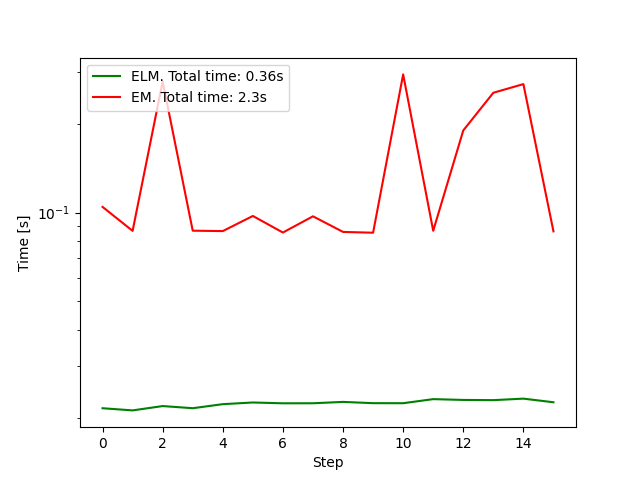 ELM. Total time: 0.36s
EM. Total time: 2.3s
Time [s]
10⁻¹
0 2 4 6 8 10 12 14
Step